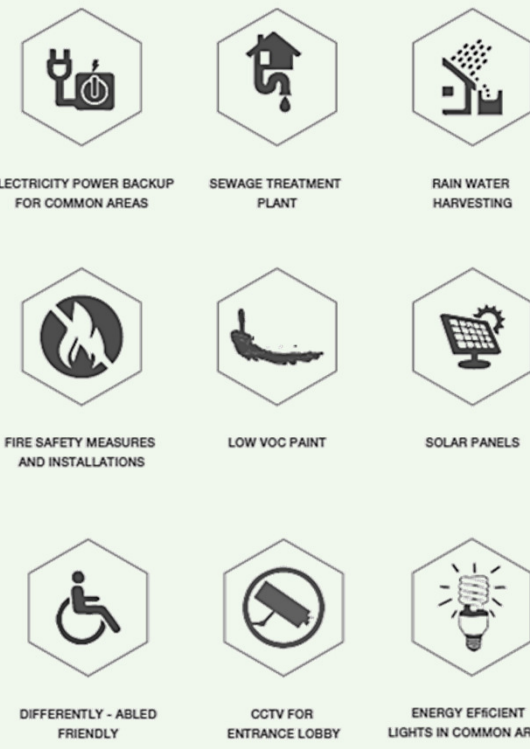 LECTRICITY POWER BACKUP
FOR COMMON AREAS
SEWAGE TREATMENT
PLANT
RAIN WATER
HARVESTING
FIRE SAFETY MEASURES
AND INSTALLATIONS
LOW VOC PAINT
SOLAR PANELS
DIFFERENTLY - ABLED
FRIENDLY
CCTV FOR
ENTRANCE LOBBY
ENERGY EFfiCIENT
LIGHTS IN COMMON AR